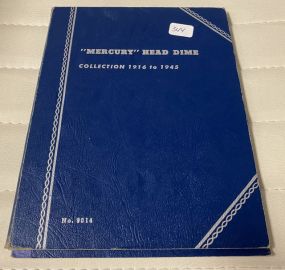 "MERCURY" HEAD DIME
COLLECTION 1916 to 1945
No. 9014